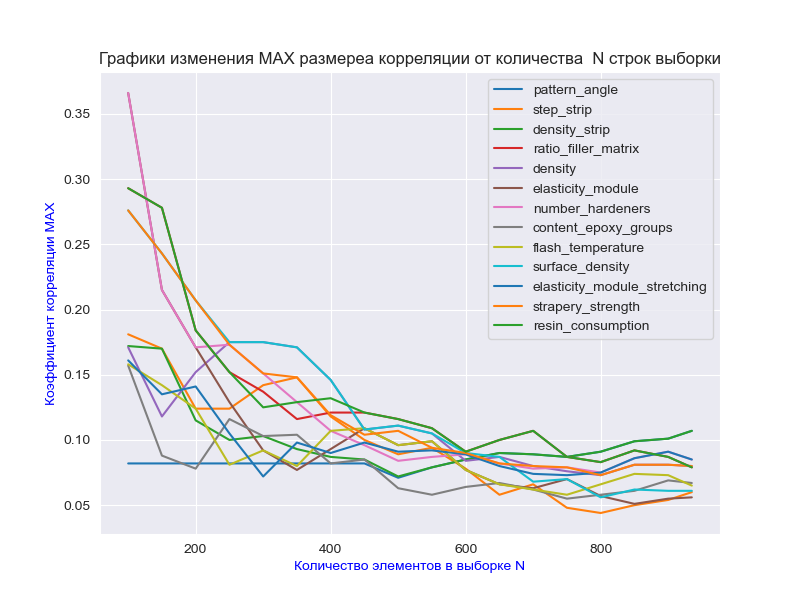 Графики изменения MAX размереа корреляции от количества  N строк выборки
Коэффициент корреляции MAX
0.35
0.30
0.25
0.20
0.15
0.10
0.05
pattern_angle
step_strip
density_strip
ratio_filler_matrix
density
elasticity_module
number_hardeners
content_epoxy_groups
flash_temperature
surface_density
elasticity_module_stretching
strapery_strength
resin_consumption
200
400
600
800
Количество элементов в выборке N